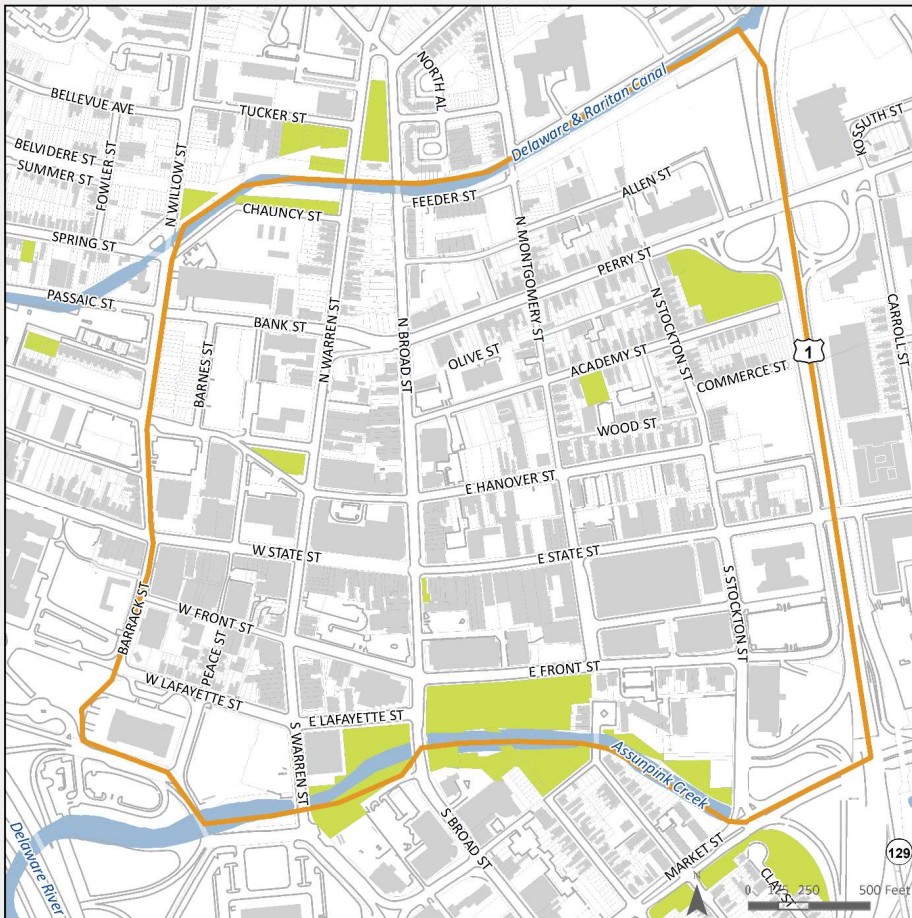 NORTH AL
BELLEVUE AVE
TUCKER ST
Delaware & Raritan Canal
SUTH ST
KOS
BELVIDERE ST
SUMMER ST
FOWLER ST
N WILLOW ST
ALLEN ST
FEEDER ST
CHAUNCY ST
SPRING ST
N MONTGOMERY ST
PERRY ST
PASSAIC ST
BANK ST
N WARREN ST
N BROAD ST
N STOCKTON ST
CARROLL ST
OLIVE ST
ACADEMY ST
1
BARNES ST
COMMERCE ST
WOOD ST
E HANOVER ST
W STATE ST
E STATE ST
BARRACK ST
W FRONT ST
PEACE ST
S STOCKTON ST
E FRONT ST
W LAFAYETTE ST
E LAFAYETTE ST
S WARREN ST
Assunpink Creek
S BROAD ST
Delaware River
MARKET ST
129
CLAY ST
N
0 125 250 500 Feet